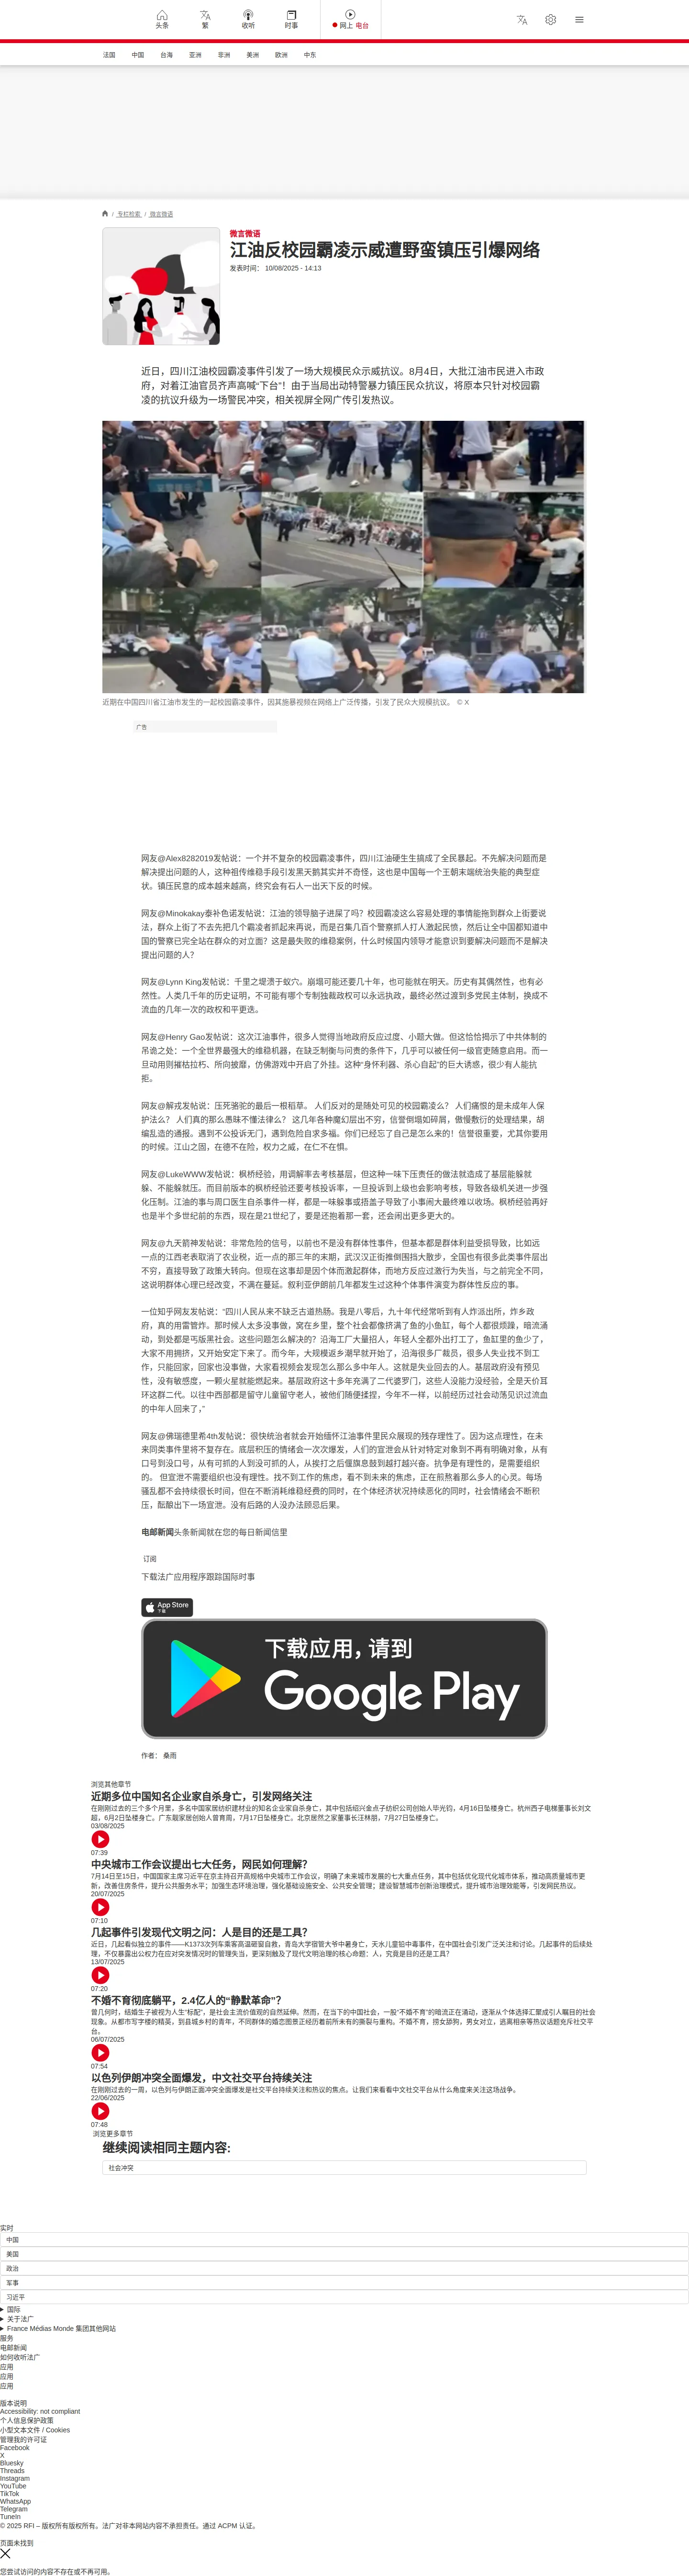 头条
繁
收听
时事
网上 电台
法国
中国
台海
亚洲
非洲
美洲
欧洲
中东
/ 专栏检索 / 微言微语
微言微语
江油反校园霸凌示威遭野蛮镇压引爆网络
发表时间： 10/08/2025 - 14:13
近日，四川江油校园霸凌事件引发了一场大规模民众示威抗议。8月4日，大批江油市民进入市政
府，对着江油官员齐声高喊“下台”！由于当局出动特警暴力镇压民众抗议，将原本只针对校园霸
凌的抗议升级为一场警民冲突，相关视屏全网广传引发热议。
近期在中国四川省江油市发生的一起校园霸凌事件，因其施暴视频在网络上广泛传播，引发了民众大规模抗议。 © X
广告
网友@Alex8282019发帖说：一个并不复杂的校园霸凌事件，四川江油硬生生搞成了全民暴起。不先解决问题而是
解决提出问题的人，这种祖传维稳手段引发黑天鹅其实并不奇怪，这也是中国每一个王朝末端统治失能的典型症
状。镇压民意的成本越来越高，终究会有石人一出天下反的时候。
网友@Minokakay泰补色诺发帖说：江油的领导脑子进屎了吗？校园霸凌这么容易处理的事情能拖到群众上街要说
法，群众上街了不去先把几个霸凌者抓起来再说，而是召集几百个警察抓人打人激起民愤，然后让全中国都知道中
国的警察已完全站在群众的对立面？这是最失败的维稳案例，什么时候国内领导才能意识到要解决问题而不是解决
提出问题的人？
网友@Lynn King发帖说：千里之堤溃于蚁穴。崩塌可能还要几十年，也可能就在明天。历史有其偶然性，也有必
然性。人类几千年的历史证明，不可能有哪个专制独裁政权可以永远执政，最终必然过渡到多党民主体制，换成不
流血的几年一次的政权和平更迭。
网友@Henry Gao发帖说：这次江油事件，很多人觉得当地政府反应过度、小题大做。但这恰恰揭示了中共体制的
吊诡之处：一个全世界最强大的维稳机器，在缺乏制衡与问责的条件下，几乎可以被任何一级官吏随意启用。而一
旦动用则摧枯拉朽、所向披靡，仿佛游戏中开启了外挂。这种“身怀利器、杀心自起”的巨大诱惑，很少有人能抗
拒。
网友@解戎发帖说：压死骆驼的最后一根稻草。 人们反对的是随处可见的校园霸凌么？ 人们痛恨的是未成年人保
护法么？ 人们真的那么愚昧不懂法律么？ 这几年各种魔幻层出不穷，信誉倒塌如碎屑，傲慢敷衍的处理结果，胡
编乱造的通报。遇到不公投诉无门，遇到危险自求多福。你们已经忘了自己是怎么来的！信誉很重要，尤其你要用
的时候。江山之固，在德不在险，权力之威，在仁不在惧。
网友@LukeWWW发帖说：枫桥经验，用调解率去考核基层，但这种一味下压责任的做法就造成了基层能躲就
躲、不能躲就压。而目前版本的枫桥经验还要考核投诉率，一旦投诉到上级也会影响考核，导致各级机关进一步强
化压制。江油的事与周口医生自杀事件一样，都是一味躲事或捂盖子导致了小事闹大最终难以收场。枫桥经验再好
也是半个多世纪前的东西，现在是21世纪了，要是还抱着那一套，还会闹出更多更大的。
网友@九天箭神发帖说：非常危险的信号，以前也不是没有群体性事件，但基本都是群体利益受损导致，比如远
一点的江西老表取消了农业税，近一点的那三年的末期，武汉汉正街推倒围挡大散步，全国也有很多此类事件层出
不穷，直接导致了政策大转向。但现在这事却是因个体而激起群体，而地方反应过激行为失当，与之前完全不同，
这说明群体心理已经改变，不满在蔓延。叙利亚伊朗前几年都发生过这种个体事件演变为群体性反应的事。
一位知乎网友发帖说：“四川人民从来不缺乏古道热肠。我是八零后，九十年代经常听到有人炸派出所，炸乡政
府，真的用雷管炸。那时候人太多没事做，窝在乡里，整个社会都像挤满了鱼的小鱼缸，每个人都很烦躁，暗流涌
动，到处都是丐版黑社会。这些问题怎么解决的？沿海工厂大量招人，年轻人全都外出打工了，鱼缸里的鱼少了，
大家不用拥挤，又开始安定下来了。而今年，大规模返乡潮早就开始了，沿海很多厂裁员，很多人失业找不到工
作，只能回家，回家也没事做，大家看视频会发现怎么那么多中年人。这就是失业回去的人。基层政府没有预见
性，没有敏感度，一颗火星就能燃起来。基层政府这十多年充满了二代婆罗门，这些人没能力没经验，全是天价耳
环这群二代。以往中西部都是留守儿童留守老人，被他们随便揉捏，今年不一样，以前经历过社会动荡见识过流血
的中年人回来了，”
网友@佛瑞德里希4th发帖说：很快统治者就会开始缅怀江油事件里民众展现的残存理性了。因为这点理性，在未
来同类事件里将不复存在。底层积压的情绪会一次次爆发，人们的宣泄会从针对特定对象到不再有明确对象，从有
口号到没口号，从有可抓的人到没可抓的人，从挨打之后偃旗息鼓到越打越兴奋。抗争是有理性的，是需要组织
的。 但宣泄不需要组织也没有理性。找不到工作的焦虑，看不到未来的焦虑，正在煎熬着那么多人的心灵。每场
骚乱都不会持续很长时间，但在不断消耗维稳经费的同时，在个体经济状况持续恶化的同时，社会情绪会不断积
压，酝酿出下一场宣泄。没有后路的人没办法顾忌后果。
电邮新闻头条新闻就在您的每日新闻信里
订阅
下载法广应用程序跟踪国际时事
App Store
下载
下载应用，请到
Google Play
作者： 桑雨
浏览其他章节
近期多位中国知名企业家自杀身亡，引发网络关注
在刚刚过去的三个多个月里，多名中国家居纺织建材业的知名企业家自杀身亡，其中包括绍兴金点子纺织公司创始人毕光钧，4月16日坠楼身亡。杭州西子电梯董事长刘文
超，6月2日坠楼身亡。广东靓家居创始人曾育周，7月17日坠楼身亡。北京居然之家董事长汪林朋，7月27日坠楼身亡。
03/08/2025
07:39
中央城市工作会议提出七大任务，网民如何理解？
7月14日至15日，中国国家主席习近平在京主持召开高规格中央城市工作会议，明确了未来城市发展的七大重点任务，其中包括优化现代化城市体系，推动高质量城市更
新，改善住房条件，提升公共服务水平；加强生态环境治理，强化基础设施安全、公共安全管理；建设智慧城市创新治理模式，提升城市治理效能等，引发网民热议。
20/07/2025
07:10
几起事件引发现代文明之问：人是目的还是工具？
近日，几起看似独立的事件——K1373次列车乘客高温砸窗自救，青岛大学宿管大爷中暑身亡，天水儿童铅中毒事件，在中国社会引发广泛关注和讨论。几起事件的后续处
理，不仅暴露出公权力在应对突发情况时的管理失当，更深刻触及了现代文明治理的核心命题：人，究竟是目的还是工具？
13/07/2025
07:20
不婚不育彻底躺平，2.4亿人的“静默革命”？
曾几何时，结婚生子被视为人生“标配”，是社会主流价值观的自然延伸。然而，在当下的中国社会，一股“不婚不育”的暗流正在涌动，逐渐从个体选择汇聚成引人瞩目的社会
现象。从都市写字楼的精英，到县城乡村的青年，不同群体的婚恋图景正经历着前所未有的撕裂与重构。不婚不育，捞女舔狗，男女对立，逃离相亲等热议话题充斥社交平
台。
06/07/2025
07:54
以色列伊朗冲突全面爆发，中文社交平台持续关注
在刚刚过去的一周，以色列与伊朗正面冲突全面爆发是社交平台持续关注和热议的焦点。让我们来看看中文社交平台从什么角度来关注这场战争。
22/06/2025
07:48
浏览更多章节
继续阅读相同主题内容:
社会冲突
实时
中国
美国
政治
军事
习近平
国际
关于法广
France Médias Monde 集团其他网站
服务
电邮新闻
如何收听法广
应用
应用
应用
版本说明
Accessibility: not compliant
个人信息保护政策
小型文本文件 / Cookies
管理我的许可证
Facebook
X
Bluesky
Threads
Instagram
YouTube
TikTok
WhatsApp
Telegram
TuneIn
© 2025 RFI – 版权所有版权所有。法广对非本网站内容不承担责任。通过 ACPM 认证。
页面未找到
您尝试访问的内容不存在或不再可用。